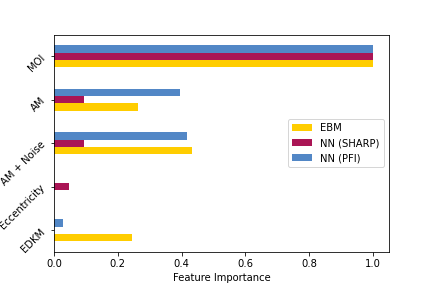 MOI
AM
AM + Noise
Eccentricity
EDKM
EBM
NN (SHARP)
NN (PFI)
0.0 0.2 0.4 0.6 0.8 1.0
Feature Importance